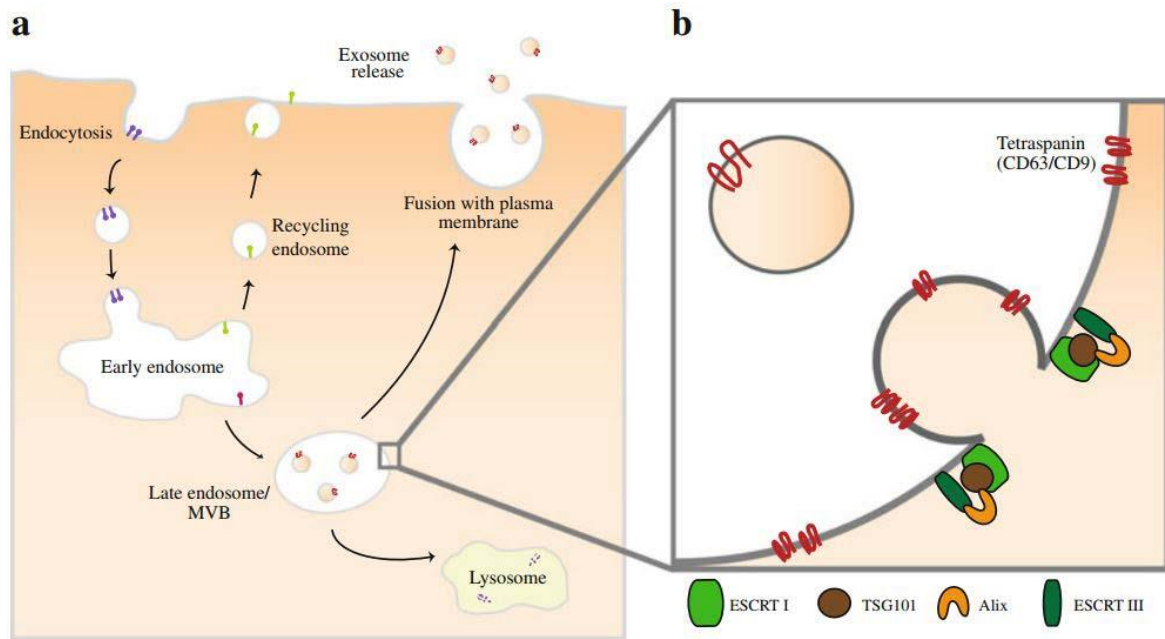 a
Exosome
release
Endocytosis
Recycling
endosome
Fusion with plasma
membrane
Early endosome
Late endosome/
MVB
Lysosome
b
Tetraspanin
(CD63/CD9)
ESCRT I
TSG101
Alix
ESCRT III